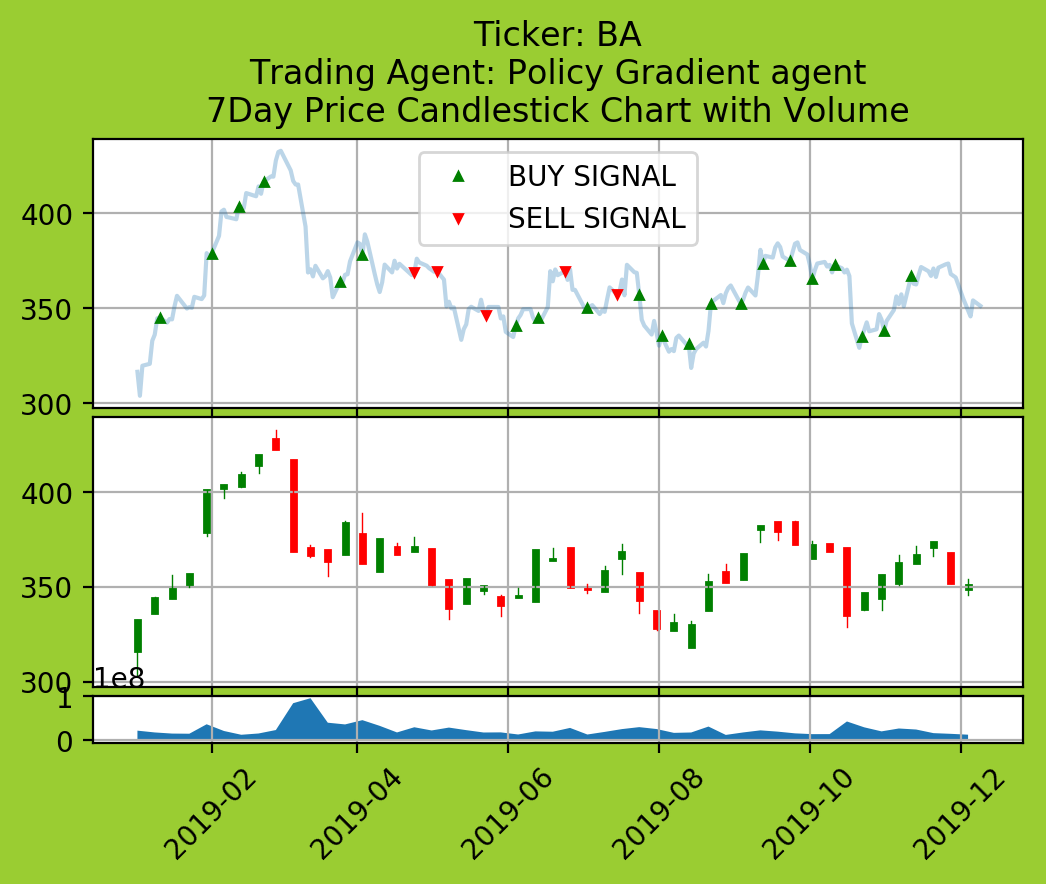 Ticker: BA
Trading Agent: Policy Gradient agent
7Day Price Candlestick Chart with Volume
BUY SIGNAL
SELL SIGNAL
400
350
300
400
350
300
1e8
1
0
2019-02
2019-04
2019-06
2019-08
2019-10
2019-12